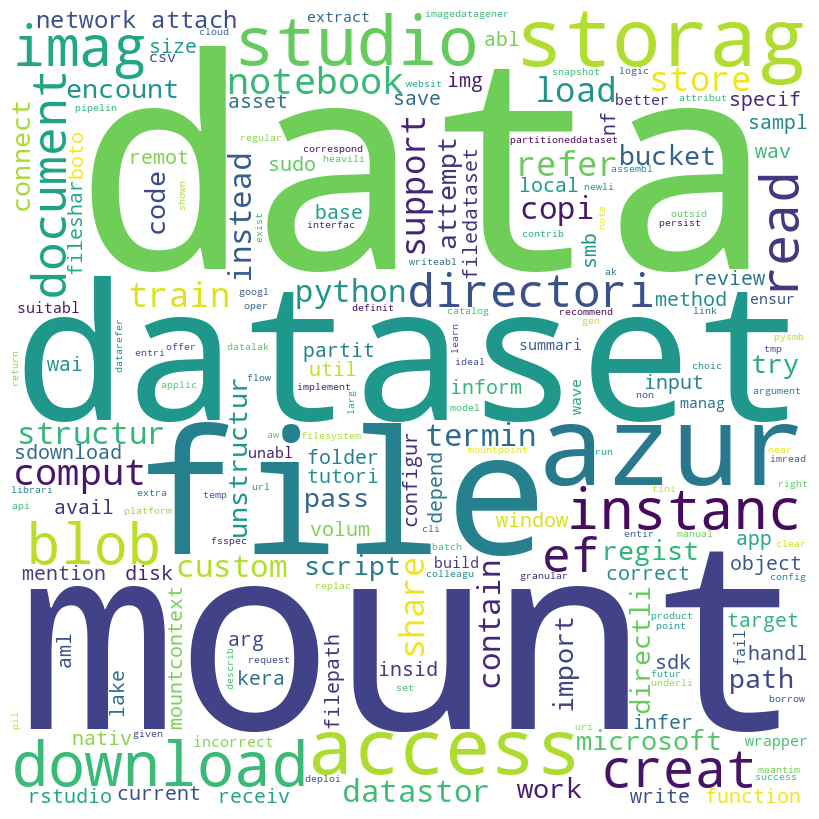 network attach
extract
imagedatagener
cloud
imag
size
csv
studio
abl
storag
pipelin
encount
notebook
asset
save
img
load
snapshot
logic
store
websit
better
attribut
specif
document
connect
boto
fileshar
remot
shown
code
instead
regular
sudo
correspond
heavili
base
interfac
exist
data
support
attempt
filedataset
partitioneddataset
refer
local
newli
copi
contrib
smb
nf
bucket
assembl
outsid
persist
note
sampl
wav
read
train
python
directori
writeabl
ak
review
method
ensur
suitabl
googl
oper
definit
catalog
recommend
gen
link
pysmb
tmp
return
wai
datarefer
entri
offer
applic
datalak
flow
partit
util
implement
larg
learn
summari
ideal
model
inform
wave
choic
non
input
manag
argument
try
dataset
structur
sdownload
comput
librari
api
extra
avail
platform
unstructur
aw
filesystem
unabl
folder
tutori
temp
url
pass
volum
fsspec
configur
depend
cli
termin
mountpoint
window
batch
file
azur
run
near
imread
tini
right
instanc
entir
manual
clear
blob
mention
disk
custom
script
replac
share
build
colleagu
contain
ef
granular
regist
correct
app
object
config
mount
aml
lake
mountcontext
arg
kera
describ
request
filepath
insid
set
import
directli
sdk
infer
product
point
futur
underli
target
fail
handl
path
borrow
pil
nativ
given
incorrect
uri
microsoft
wrapper
meantim
success
download
deploi
access
creat
rstudio
current
receiv
datastor
work
write
function